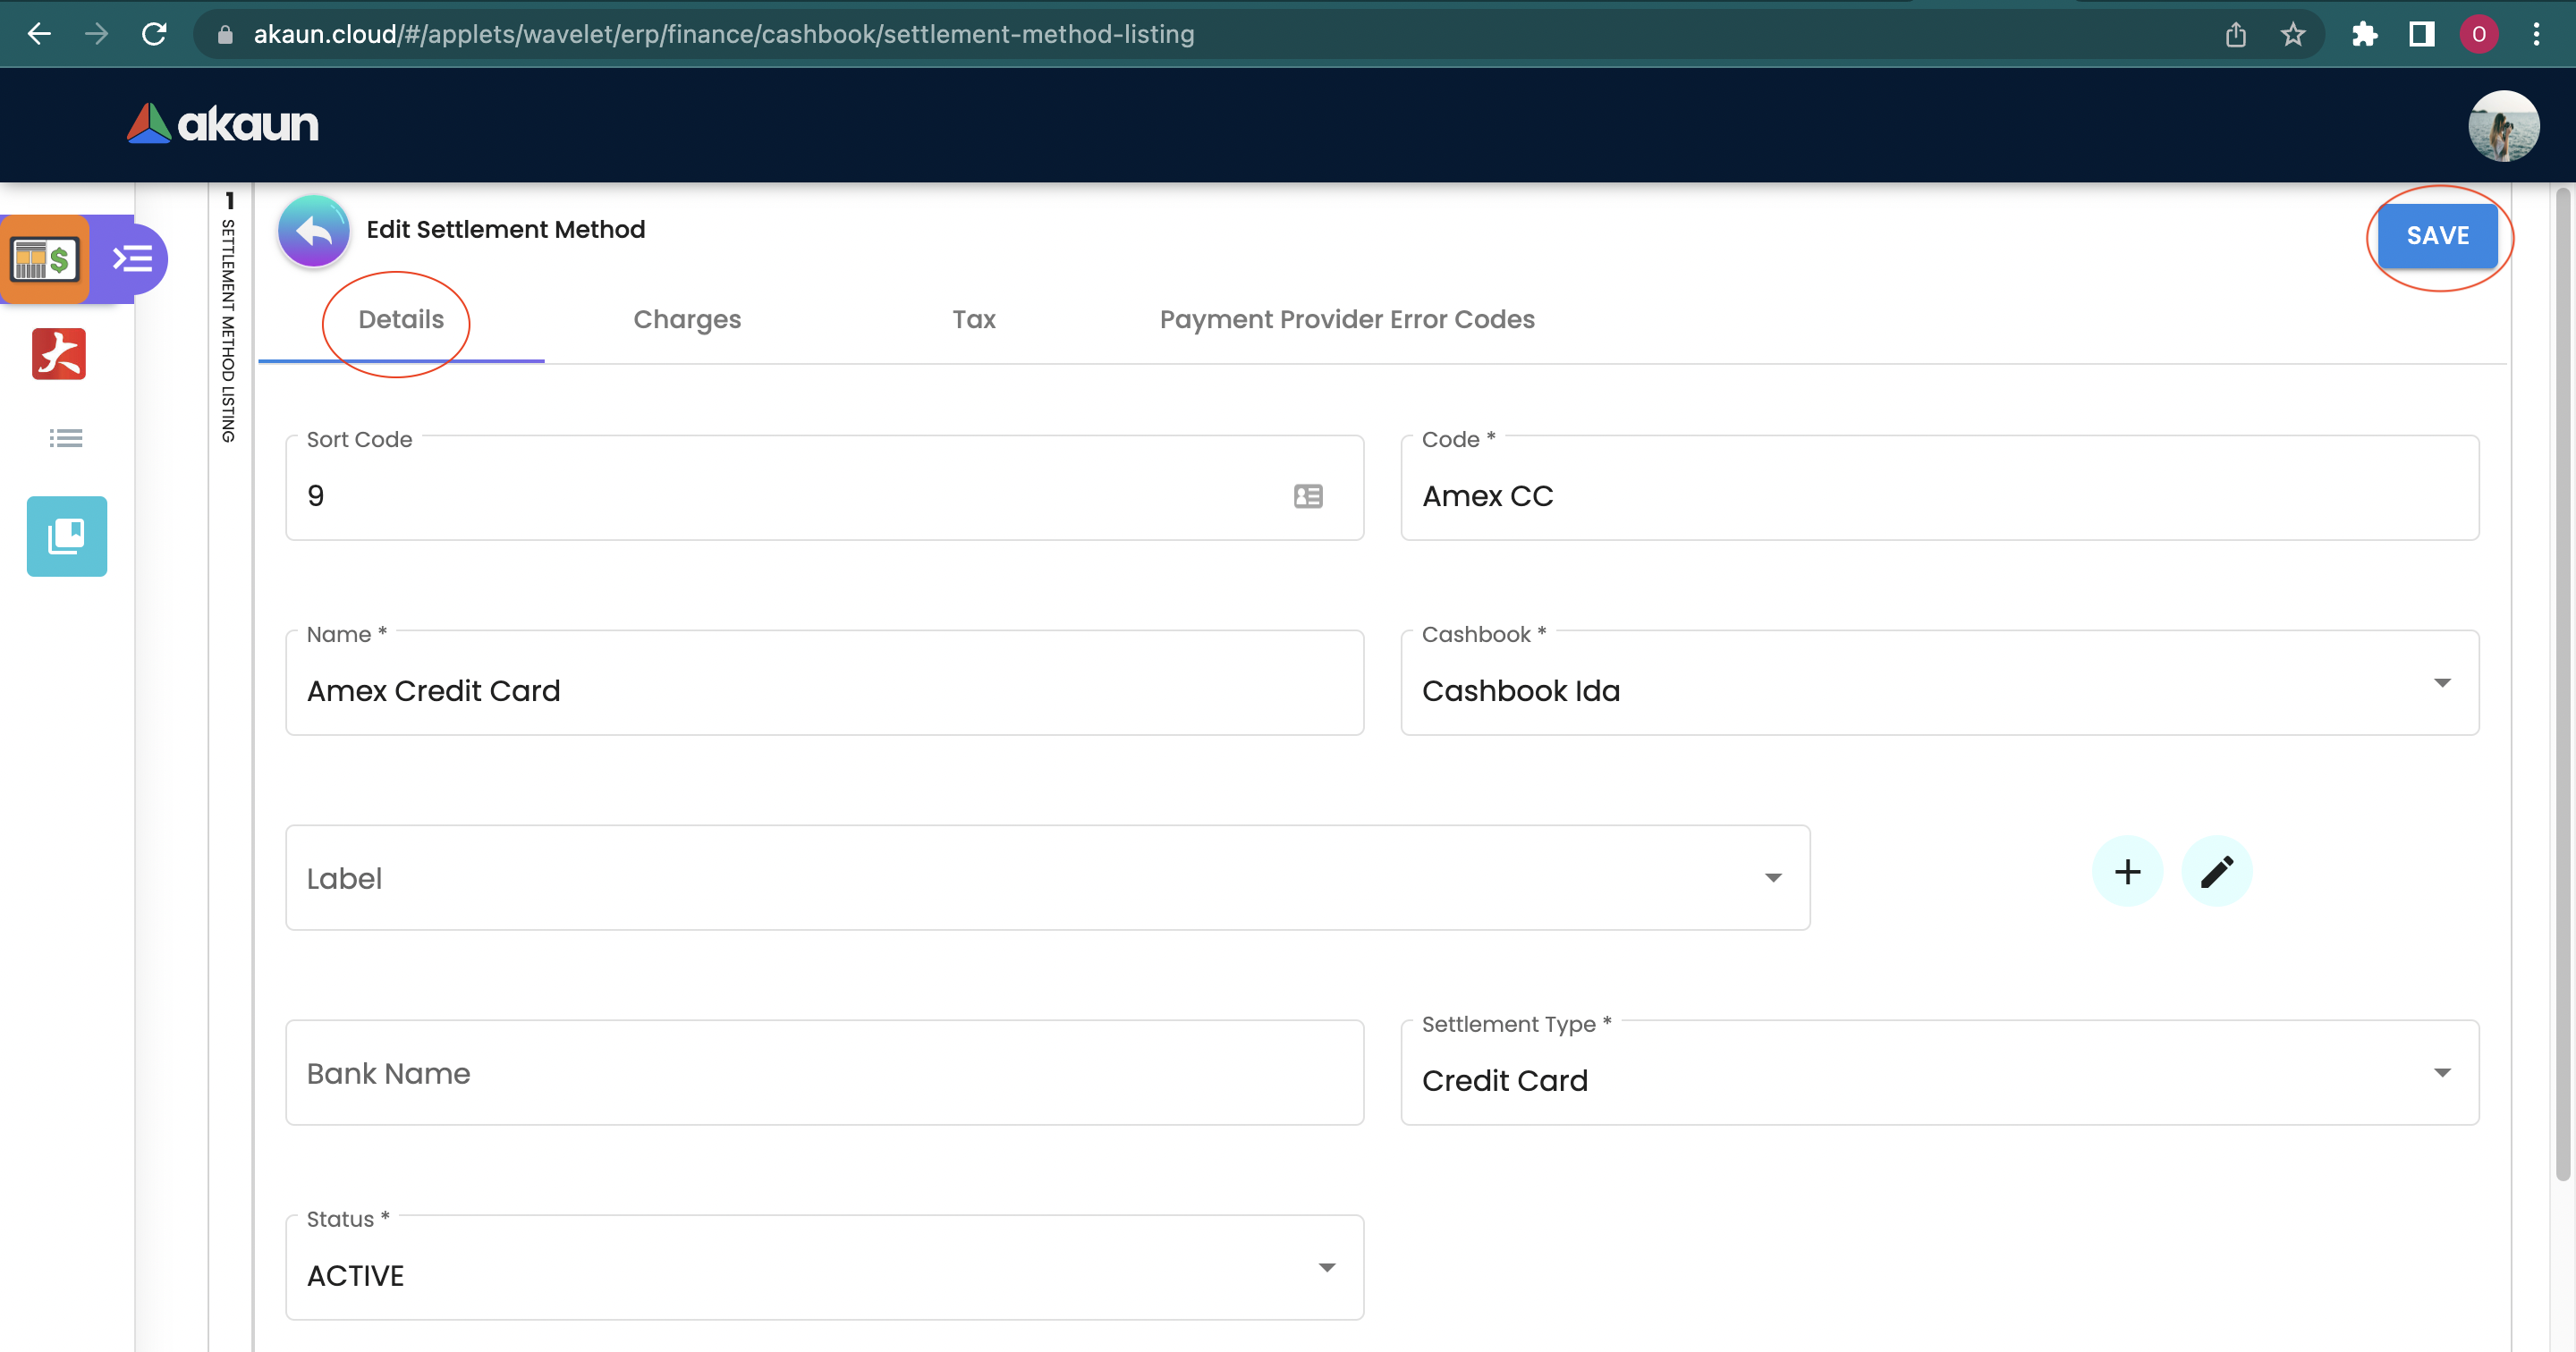 akaun.cloud/#/applets/wavelet/erp/finance/cashbook/settlement-method-listing
O
akaun
1
SETTLEMENT METHOD LISTING
Edit Settlement Method
SAVE
Details
Charges
Tax
Payment Provider Error Codes
Sort Code
9
Code *
Amex CC
Name *
Amex Credit Card
Cashbook *
Cashbook Ida
Label
Bank Name
Settlement Type *
Credit Card
Status *
ACTIVE